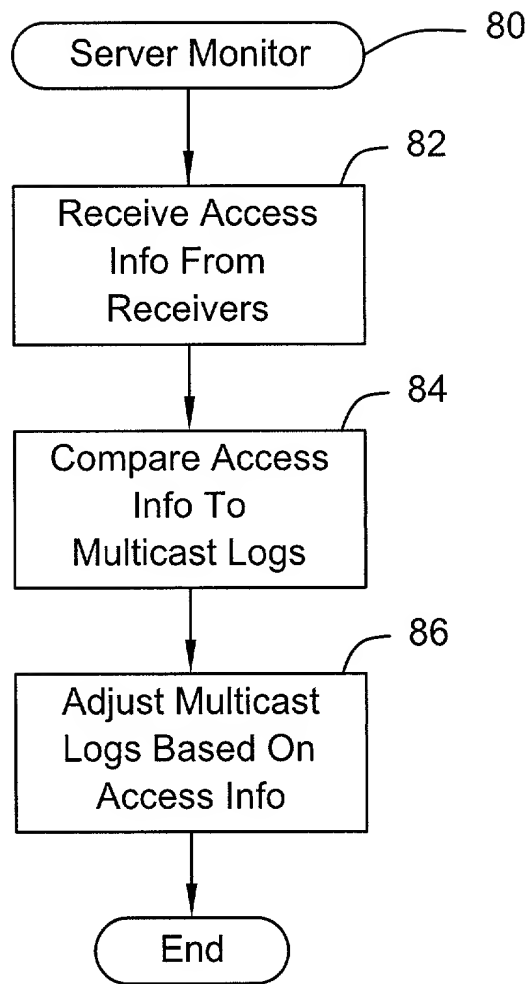 80
Server Monitor
82
Receive Access
Info From
Receivers
84
Compare Access
Info To
Multicast Logs
86
Adjust Multicast
Logs Based On
Access Info
End